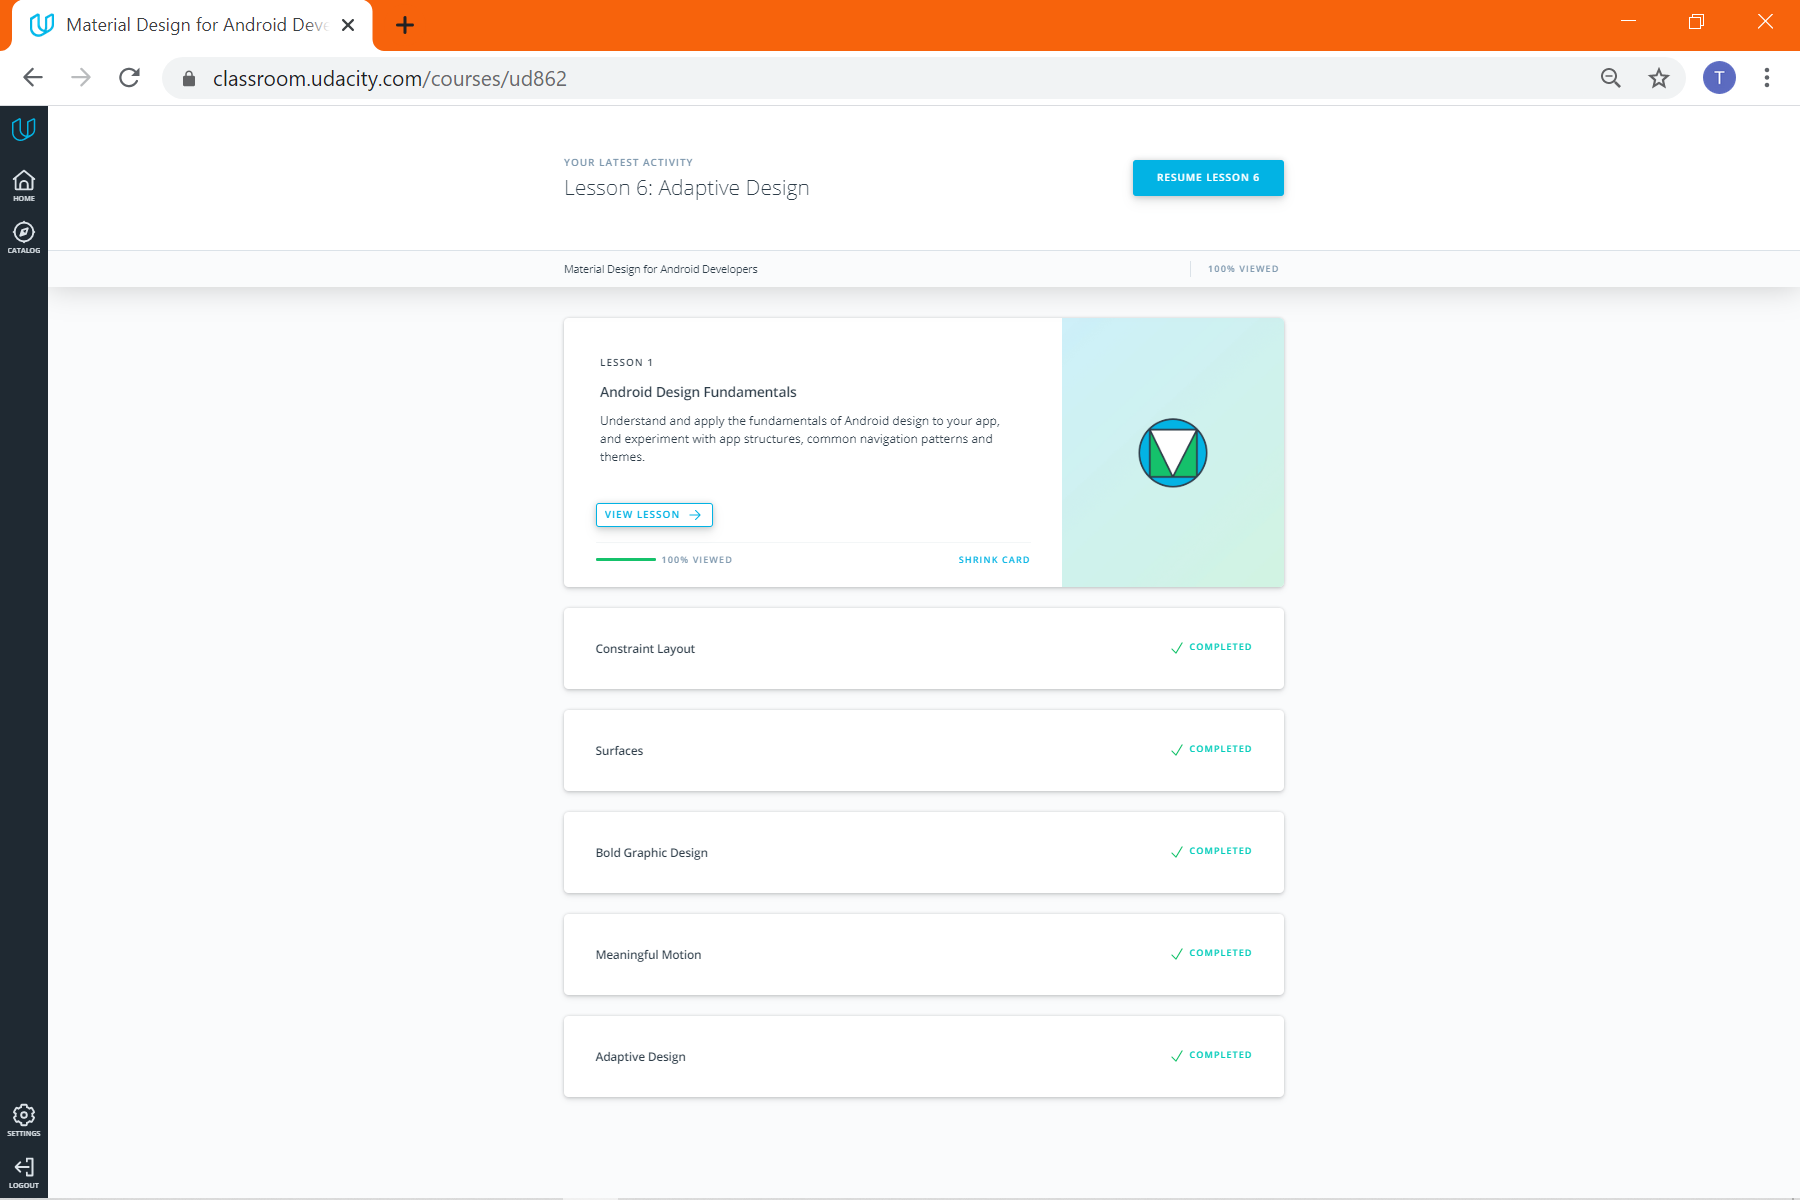 Material Design for Android Deve
classroom.udacity.com/courses/ud862
T
HOME
CATALOG
SETTINGS
LOGOUT
YOUR LATEST ACTIVITY
Lesson 6: Adaptive Design
RESUME LESSON 6
Material Design for Android Developers
100% VIEWED
LESSON 1
Android Design Fundamentals
Understand and apply the fundamentals of Android design to your app,
and experiment with app structures, common navigation patterns and
themes.
VIEW LESSON
100% VIEWED
SHRINK CARD
Constraint Layout
COMPLETED
Surfaces
COMPLETED
Bold Graphic Design
COMPLETED
Meaningful Motion
COMPLETED
Adaptive Design
COMPLETED